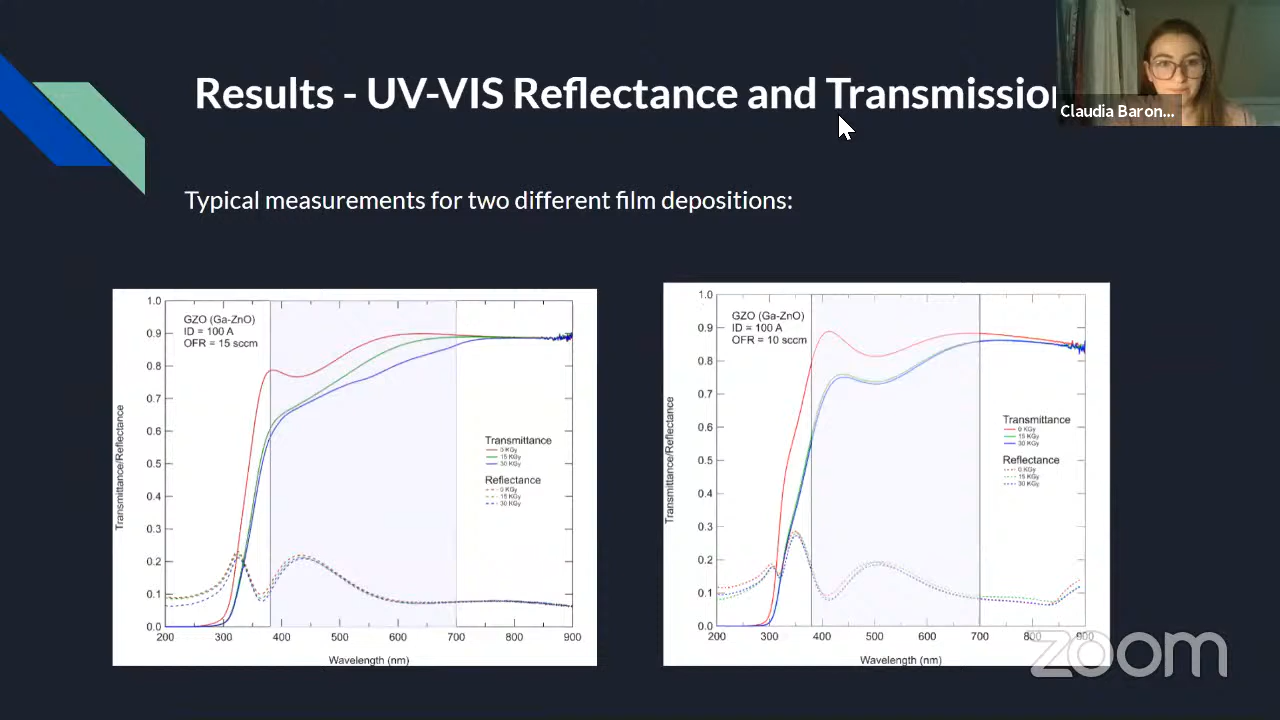 Results - UV-VIS Reflectance and Transmission
Claudia Baron...
Typical measurements for two different film depositions:
GZO (Ga-ZnO)
ID = 100 A
OFR = 15 sccm
1.0
0.9
0.8
0.7
0.6
0.5
0.4
0.3
0.2
0.1
0.0
Transmittance/Reflectance
Transmittance
0 KGy
15 KGy
30 KGy
Reflectance
0 KGy
15 KGy
30 KGy
200 300 400 500 600 700 800 900
Wavelength (nm)
GZO (Ga-ZnO)
ID = 100 A
OFR = 10 sccm
1.0
0.9
0.8
0.7
0.6
0.5
0.4
0.3
0.2
0.1
0.0
Transmittance/Reflectance
Transmittance
0 KGy
15 KGy
30 KGy
Reflectance
0 KGy
15 KGy
30 KGy
200 300 400 500 600 700 800 900
Wavelength (nm)
zoom